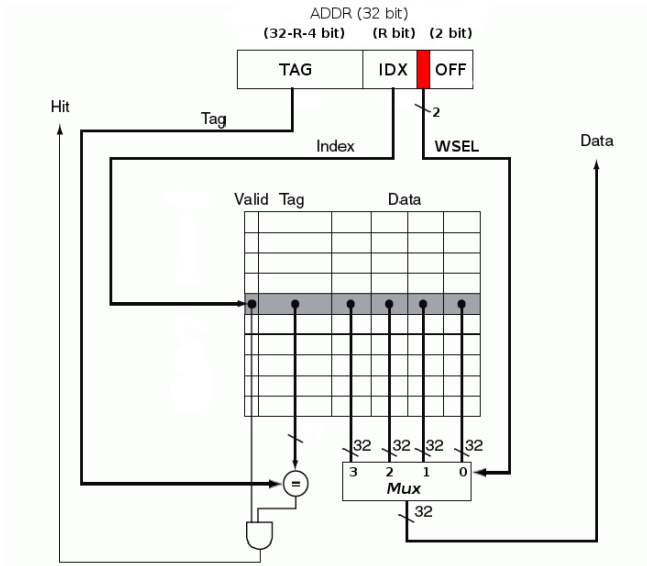 ADDR (32 bit)
(32-R-4 bit) (R bit) (2 bit)
TAG IDX OFF
Hit
2
Tag
Data
Index WSEL
Valid Tag Data
32 32 32 32
3 2 1 0
=
Mux
32